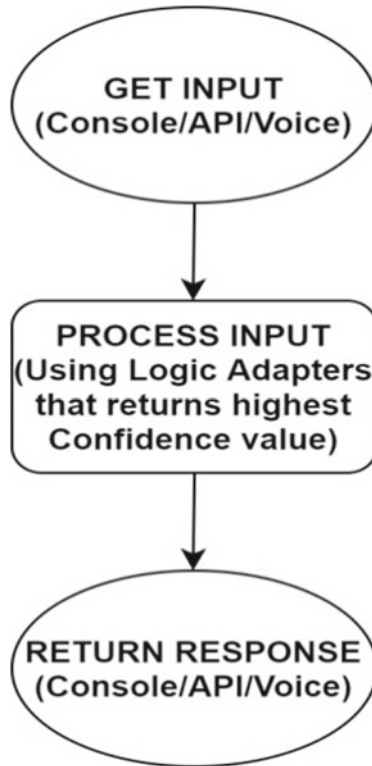 GET INPUT
(Console/API/Voice)
PROCESS INPUT
(Using Logic Adapters
that returns highest
Confidence value)
RETURN RESPONSE
(Console/API/Voice)